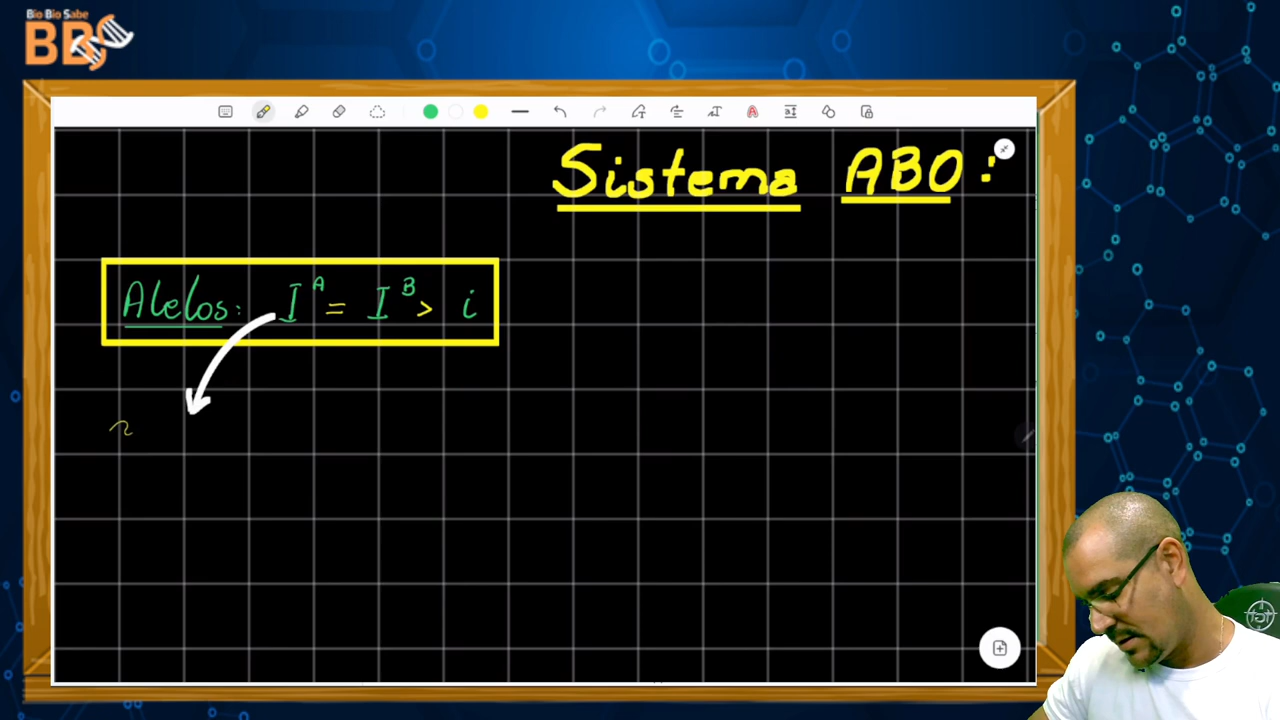 Bio Bio Sabe
BBS
Sistema ABO:
Alelos: I^A = I^B > i